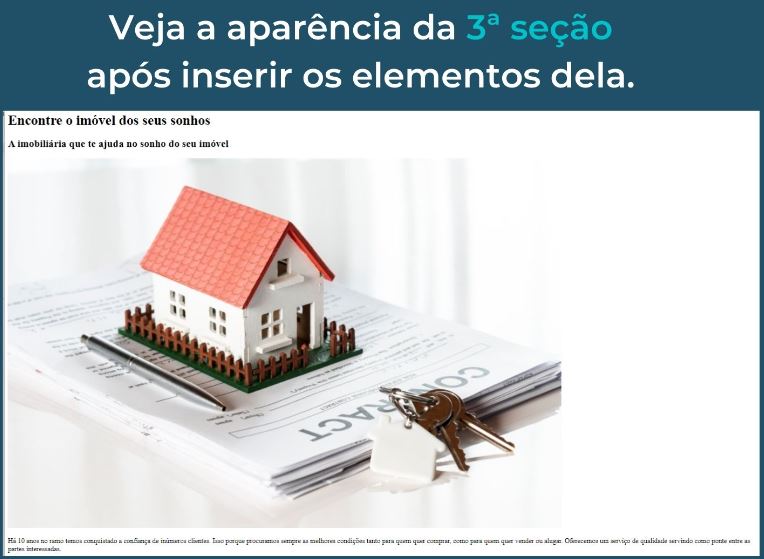 Veja a aparência da 3ª seção
após inserir os elementos dela.
Encontre o imóvel dos seus sonhos
A imobiliária que te ajuda no sonho do seu imóvel
CONTRACT
Há 10 anos no ramo temos conquistado a confiança de inúmeros clientes. Isso porque procuramos sempre as melhores condições tanto para quem quer comprar, como para quem quer vender ou alugar. Oferecemos um serviço de qualidade servindo como ponte entre as
partes interessadas.